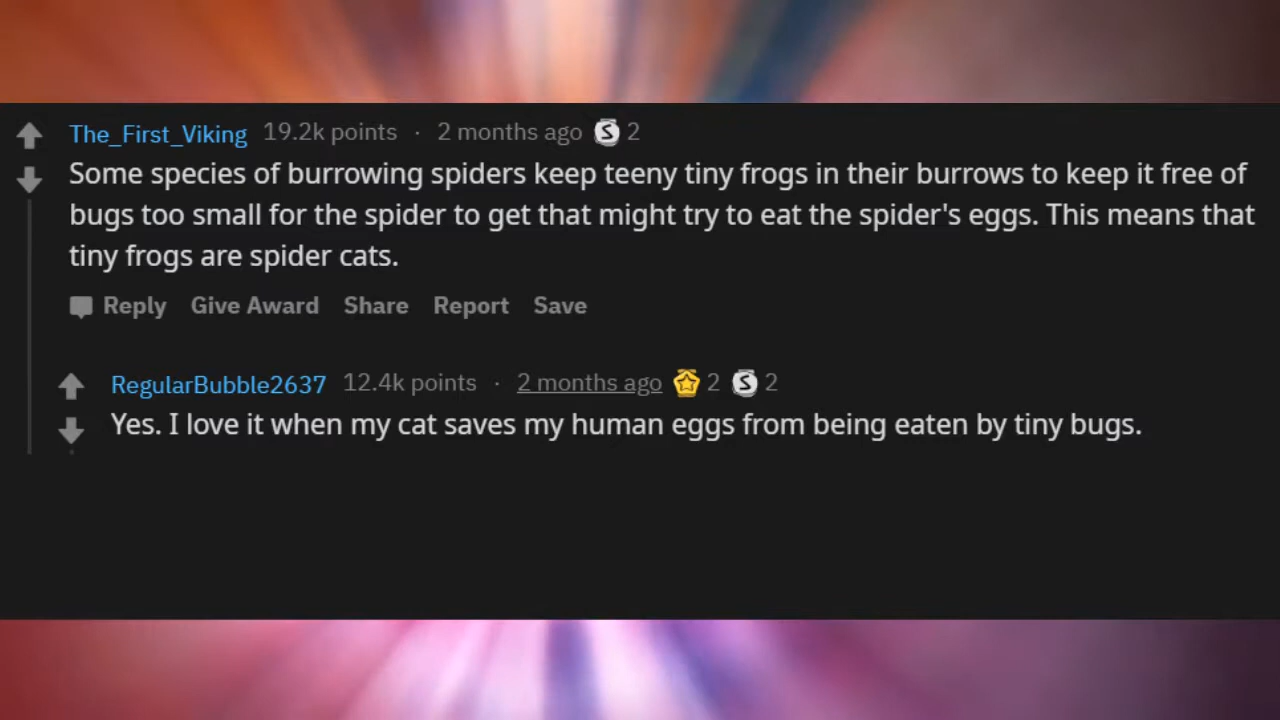 The_First_Viking 19.2k points · 2 months ago S 2
Some species of burrowing spiders keep teeny tiny frogs in their burrows to keep it free of
bugs too small for the spider to get that might try to eat the spider's eggs. This means that
tiny frogs are spider cats.
Reply Give Award Share Report Save
RegularBubble2637 12.4k points · 2 months ago 2 S 2
Yes. I love it when my cat saves my human eggs from being eaten by tiny bugs.